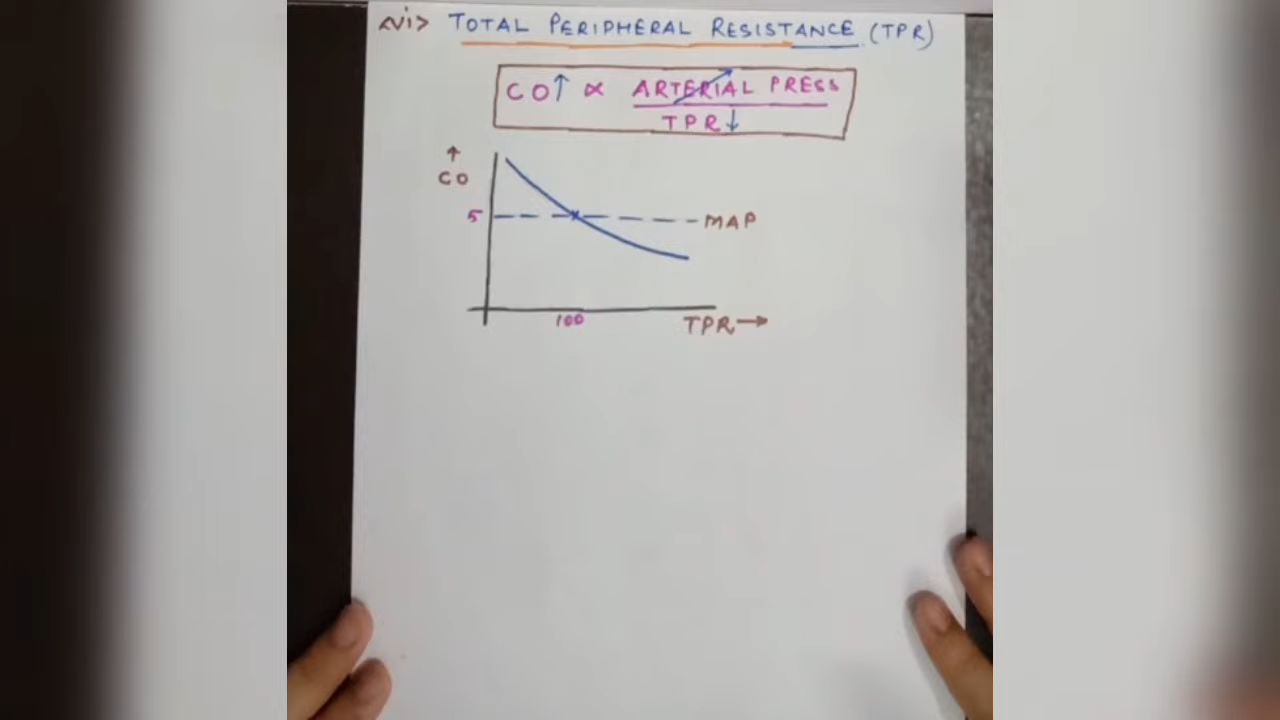 <vi> TOTAL PERIPHERAL RESISTANCE (TPR)
CO↑ ∝ ARTERIAL PRESS
TPR↓
↑
CO
5
MAP
100
TPR→